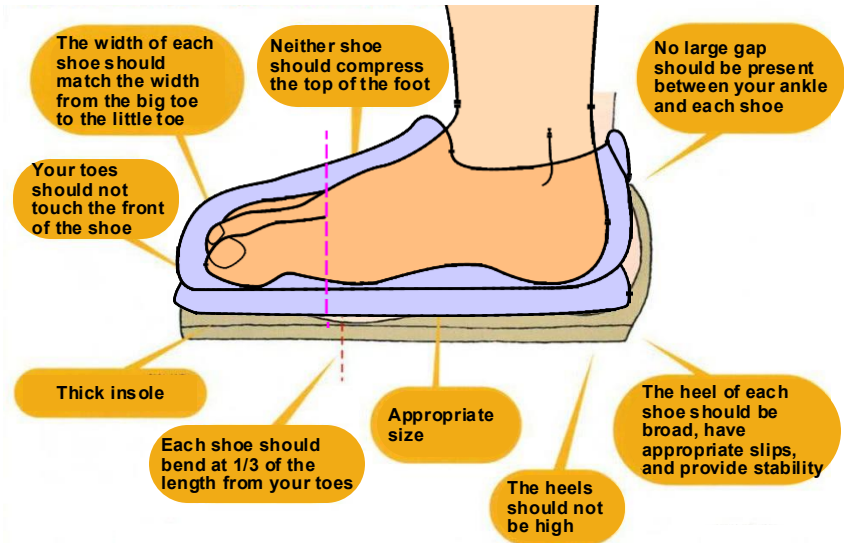 The width of each
shoe should
match the width
from the big toe
to the little toe
Neither shoe
should compress
the top of the foot
No large gap
should be present
between your ankle
and each shoe
Your toes
should not
touch the front
of the shoe
Thick insole
Each shoe should
bend at 1/3 of the
length from your toes
Appropriate
size
The heels
should not
be high
The heel of each
shoe should be
broad, have
appropriate slips,
and provide stability